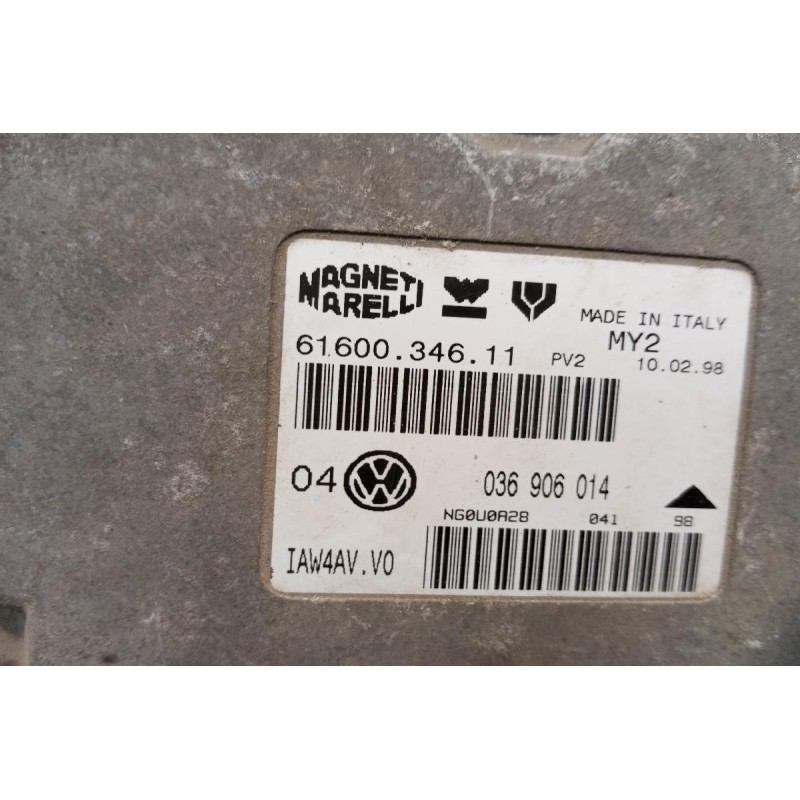 MAGNETI
MARELLI
MADE IN ITALY
61600.346.11 PV2 MY2 10.02.98
04 VW 036 906 014
NG0U0A28 041 98
IAW4AV.V0